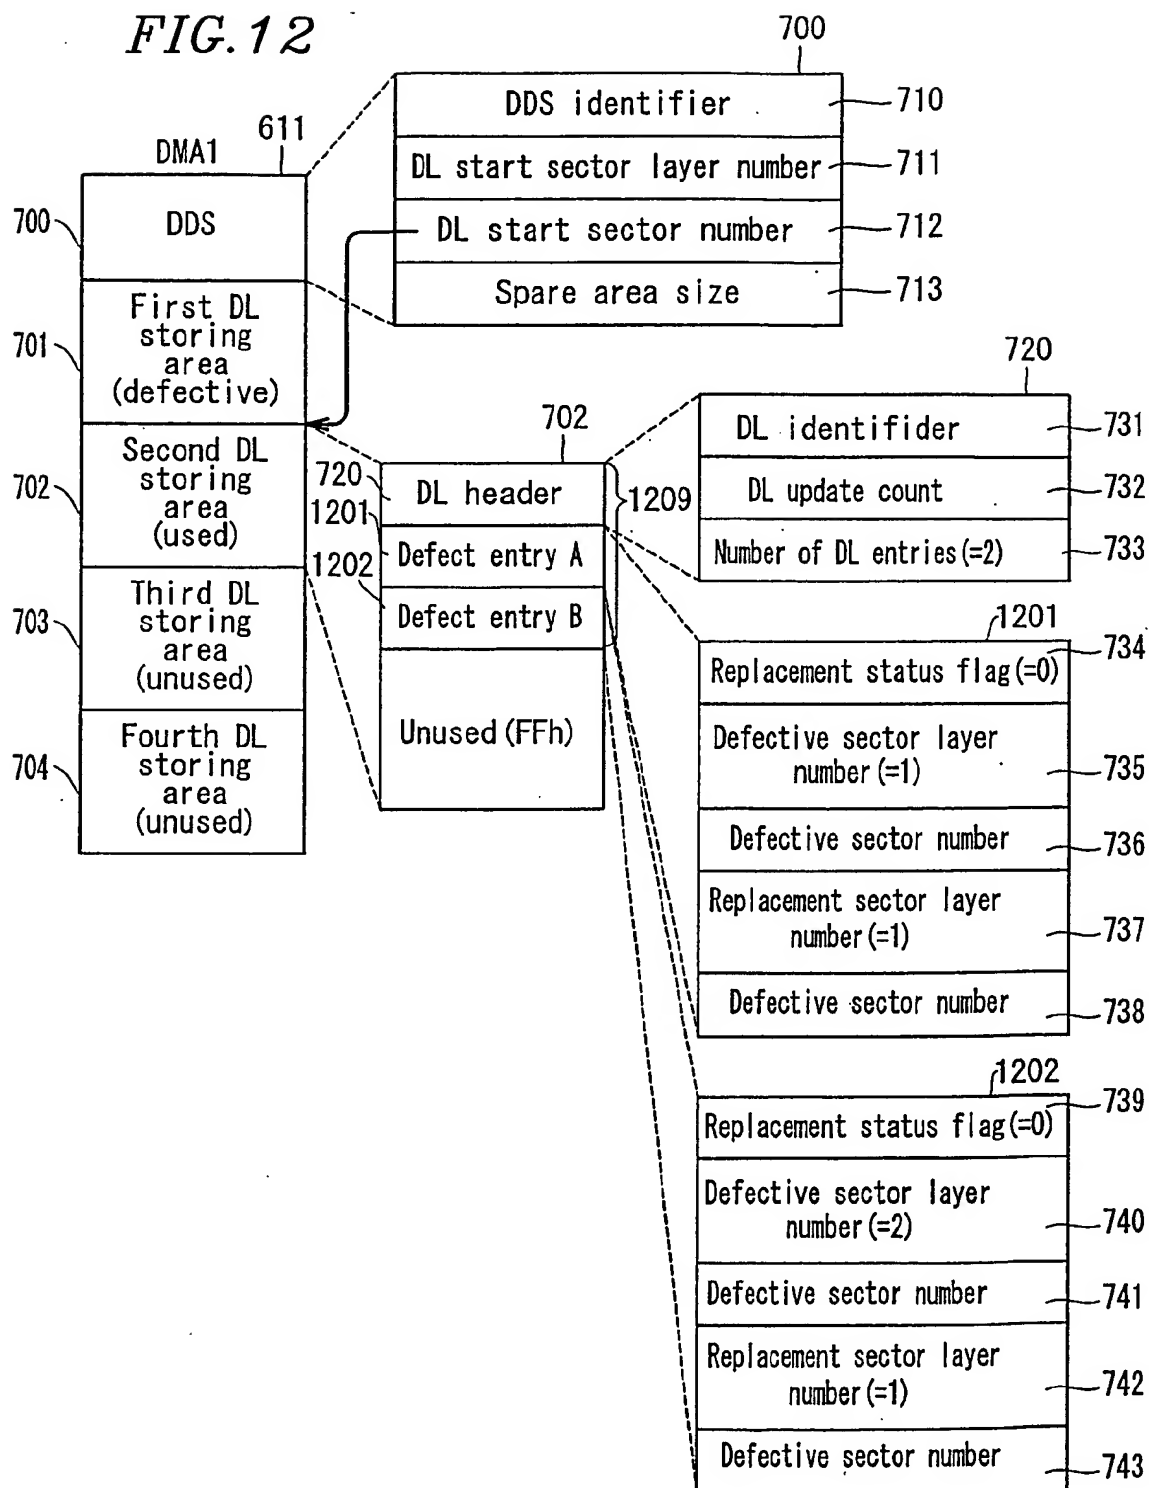 FIG.12
700
DDS identifier
710
DL start sector layer number
711
DL start sector number
712
Spare area size
713
DMA1
611
700
DDS
701
First DL
storing
area
(defective)
702
Second DL
storing
area
(used)
703
Third DL
storing
area
(unused)
704
Fourth DL
storing
area
(unused)
702
720
DL header
1209
1201
Defect entry A
1202
Defect entry B
Unused (FFh)
720
DL identifider
731
DL update count
732
Number of DL entries (=2)
733
1201
734
Replacement status flag (=0)
Defective sector layer
number (=1)
735
Defective sector number
736
Replacement sector layer
number (=1)
737
Defective sector number
738
1202
739
Replacement status flag (=0)
Defective sector layer
number (=2)
740
Defective sector number
741
Replacement sector layer
number (=1)
742
Defective sector number
743